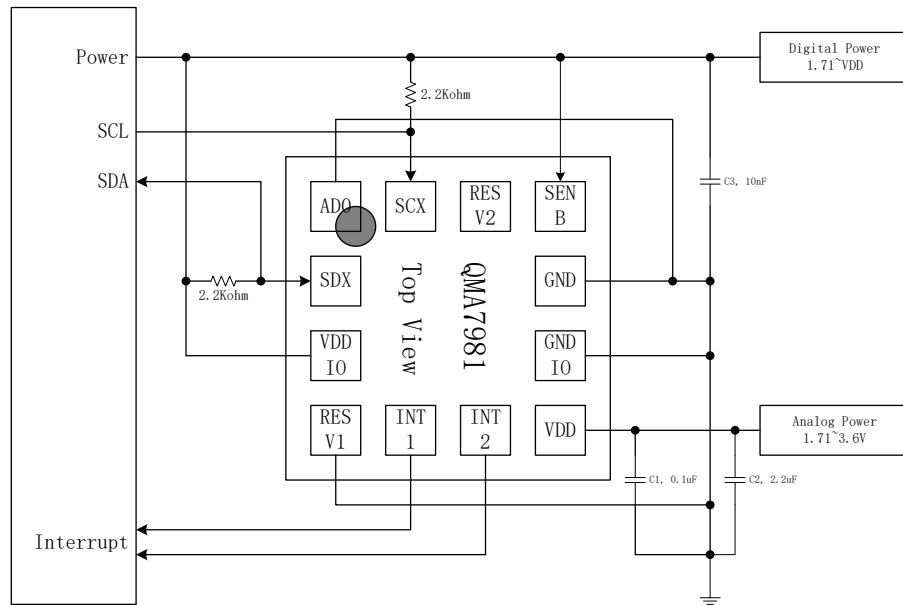 Power
SCL
SDA
Interrupt
2.2Kohm
2.2Kohm
Digital Power
1.71~VDD
C3, 10nF
AD0
SCX
RES
V2
SEN
B
SDX
GND
VDD
IO
GND
IO
RES
V1
INT
1
INT
2
VDD
QMA7981
Top View
Analog Power
1.71~3.6V
C1, 0.1uF
C2, 2.2uF